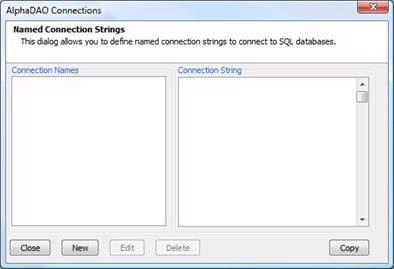 AlphaDAO Connections
Named Connection Strings
This dialog allows you to define named connection strings to connect to SQL databases.
Connection Names
Connection String
Close
New
Edit
Delete
Copy